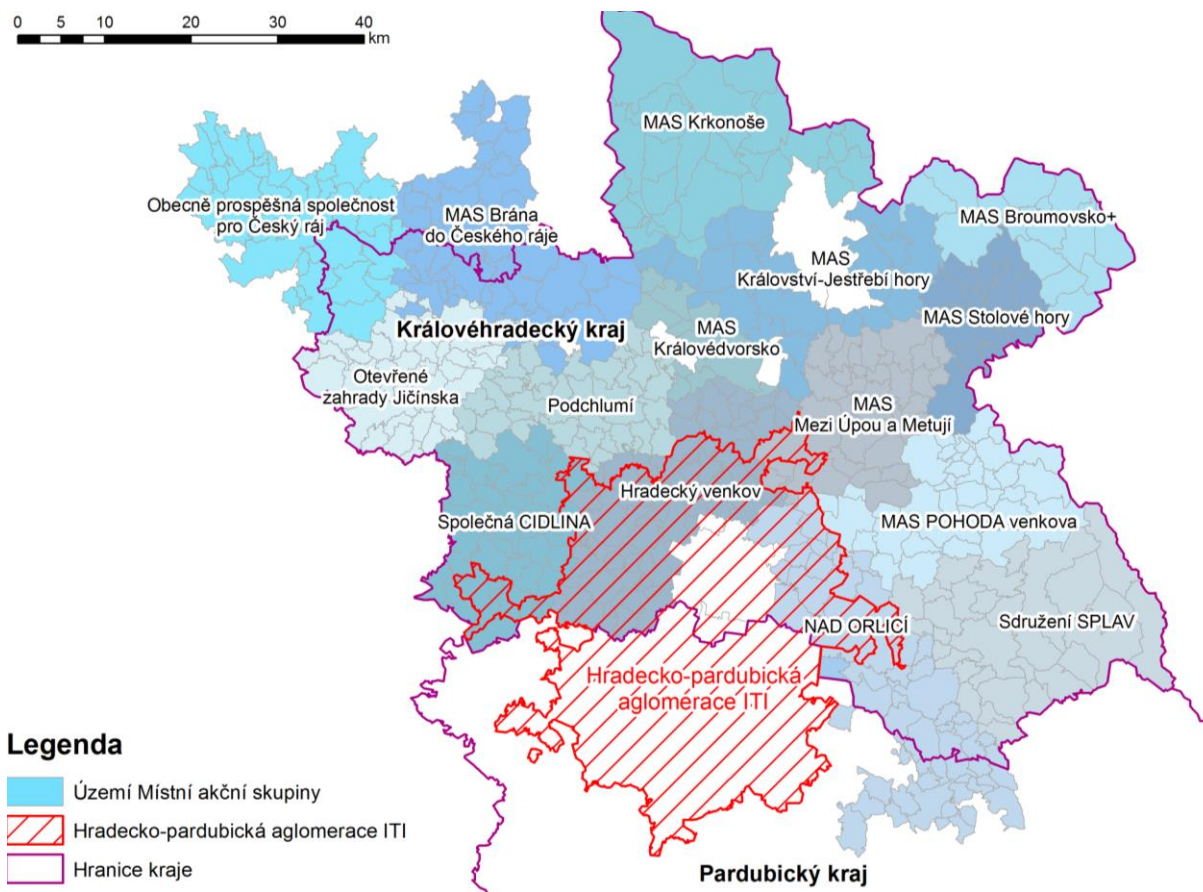 0 5 10 20 30 40
km
MAS Krkonoše
Obecně prospěšná společnost
pro Český ráj
MAS Brána
do Českého ráje
MAS Broumovsko+
MAS
Království-Jestřebí hory
MAS Stolové hory
Královéhradecký kraj
MAS
Královédvorsko
Otevřené
zahrady Jičínska
Podchlumí
MAS
Mezi Úpou a Metují
Hradecký venkov
Společná CIDLINA
MAS POHODA venkova
NAD ORLICÍ
Sdružení SPLAV
Hradecko-pardubická
aglomerace ITI
Legenda
Území Místní akční skupiny
Hradecko-pardubická aglomerace ITI
Hranice kraje
Pardubický kraj